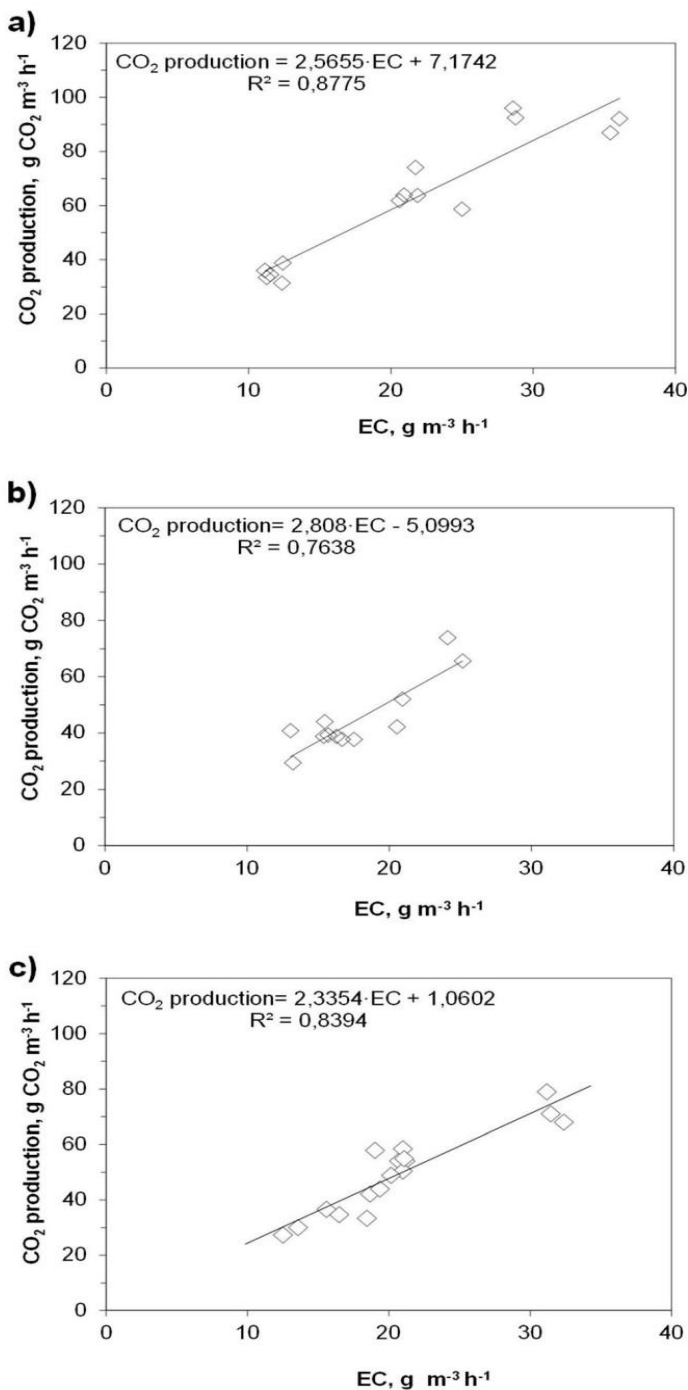 a)
CO₂ production = 2,5655·EC + 7,1742
R² = 0,8775
CO₂ production, g CO₂ m⁻³ h⁻¹
120
100
80
60
40
20
0
0 10 20 30 40
EC, g m⁻³ h⁻¹
b)
CO₂ production= 2,808·EC - 5,0993
R² = 0,7638
CO₂ production, g CO₂ m⁻³ h⁻¹
120
100
80
60
40
20
0
0 10 20 30 40
EC, g m⁻³ h⁻¹
c)
CO₂ production= 2,3354·EC + 1,0602
R² = 0,8394
CO₂ production, g CO₂ m⁻³ h⁻¹
120
100
80
60
40
20
0
0 10 20 30 40
EC, g m⁻³ h⁻¹